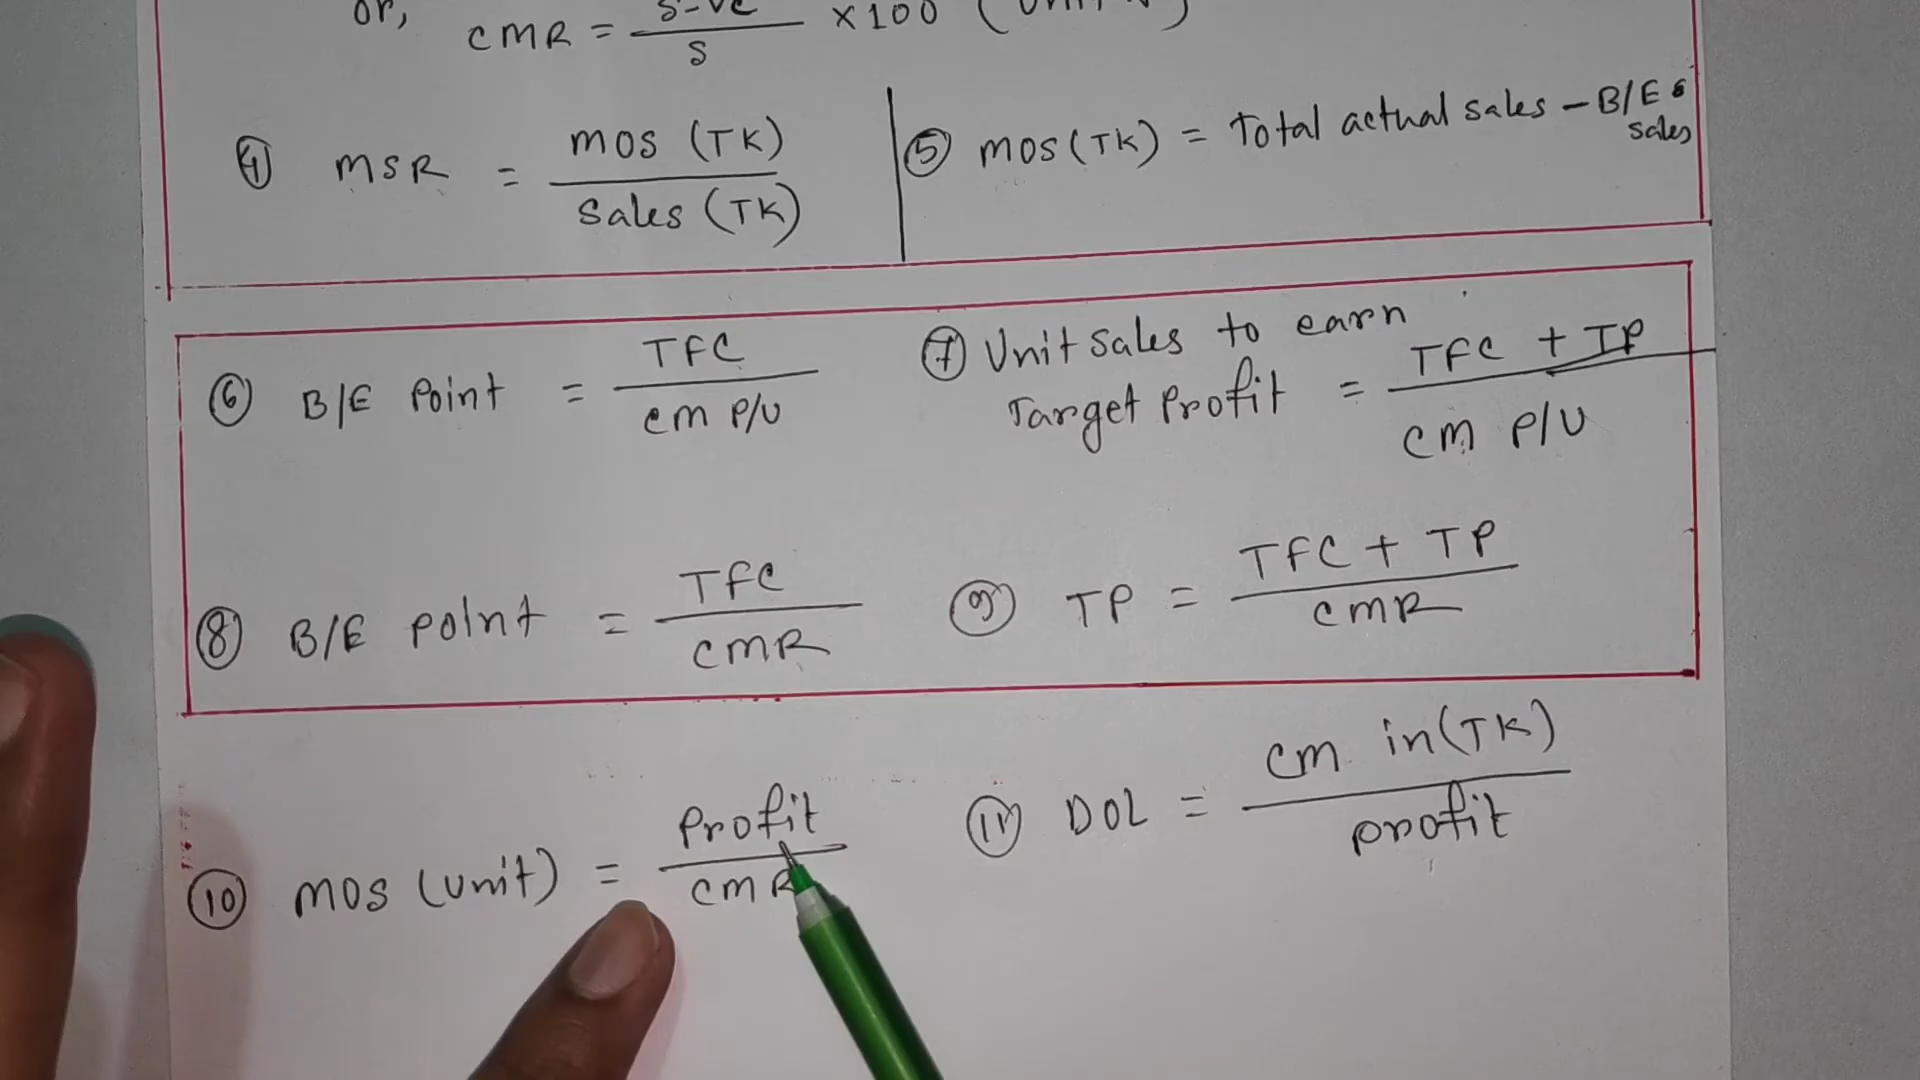 or, CMR = S-VC / S × 100
④ MSR = MOS (TK) / Sales (TK)
⑤ MOS (TK) = Total actual sales - B/E sales
⑥ B/E Point = TFC / CM P/U
⑦ Unit sales to earn Target Profit = TFC + TP / CM P/U
⑧ B/E point = TFC / CMR
⑨ TP = TFC + TP / CMR
⑩ MOS (Unit) = Profit / CMR
⑪ DOL = CM in (TK) / profit